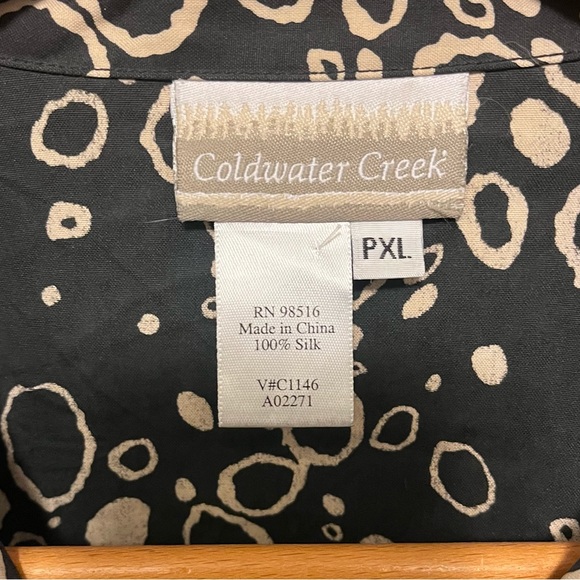 Coldwater Creek
PXL
RN 98516
Made in China
100% Silk
V#C1146
A02271